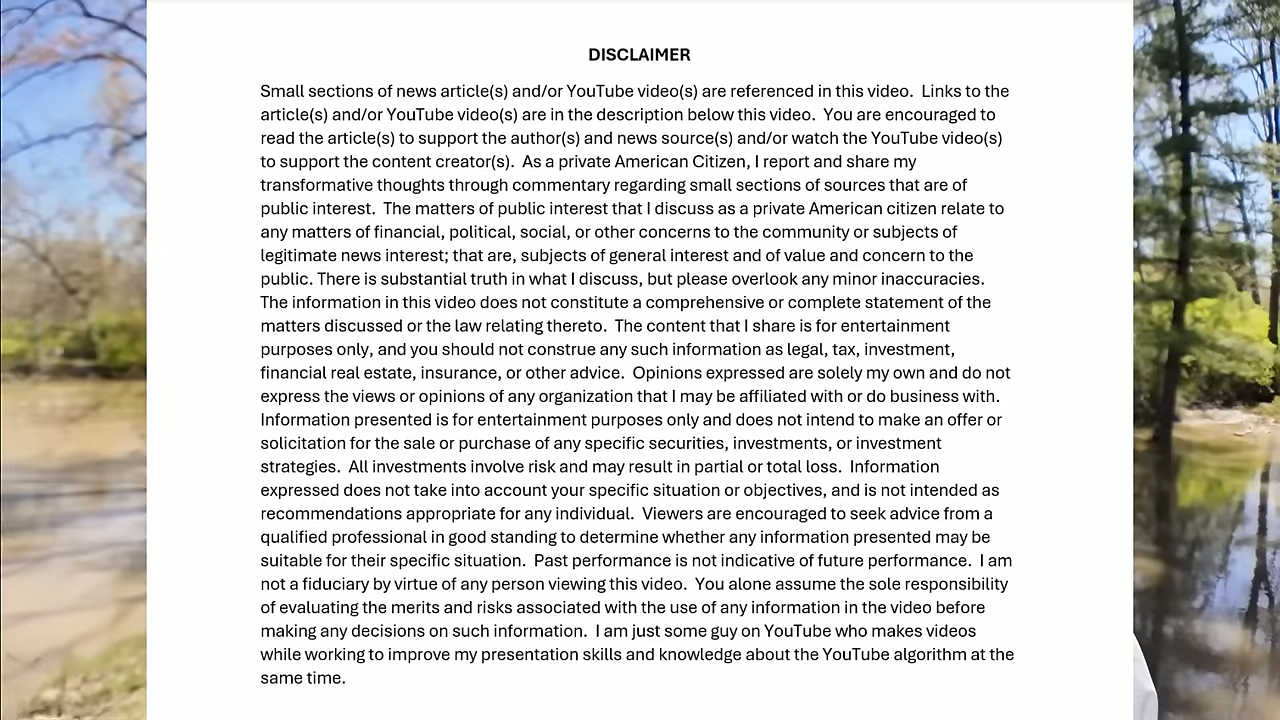 DISCLAIMER
Small sections of news article(s) and/or YouTube video(s) are referenced in this video.  Links to the
article(s) and/or YouTube video(s) are in the description below this video.  You are encouraged to
read the article(s) to support the author(s) and news source(s) and/or watch the YouTube video(s)
to support the content creator(s).  As a private American Citizen, I report and share my
transformative thoughts through commentary regarding small sections of sources that are of
public interest.  The matters of public interest that I discuss as a private American citizen relate to
any matters of financial, political, social, or other concerns to the community or subjects of
legitimate news interest; that are, subjects of general interest and of value and concern to the
public. There is substantial truth in what I discuss, but please overlook any minor inaccuracies.
The information in this video does not constitute a comprehensive or complete statement of the
matters discussed or the law relating thereto.  The content that I share is for entertainment
purposes only, and you should not construe any such information as legal, tax, investment,
financial real estate, insurance, or other advice.  Opinions expressed are solely my own and do not
express the views or opinions of any organization that I may be affiliated with or do business with.
Information presented is for entertainment purposes only and does not intend to make an offer or
solicitation for the sale or purchase of any specific securities, investments, or investment
strategies.  All investments involve risk and may result in partial or total loss.  Information
expressed does not take into account your specific situation or objectives, and is not intended as
recommendations appropriate for any individual.  Viewers are encouraged to seek advice from a
qualified professional in good standing to determine whether any information presented may be
suitable for their specific situation.  Past performance is not indicative of future performance.  I am
not a fiduciary by virtue of any person viewing this video.  You alone assume the sole responsibility
of evaluating the merits and risks associated with the use of any information in the video before
making any decisions on such information.  I am just some guy on YouTube who makes videos
while working to improve my presentation skills and knowledge about the YouTube algorithm at the
same time.